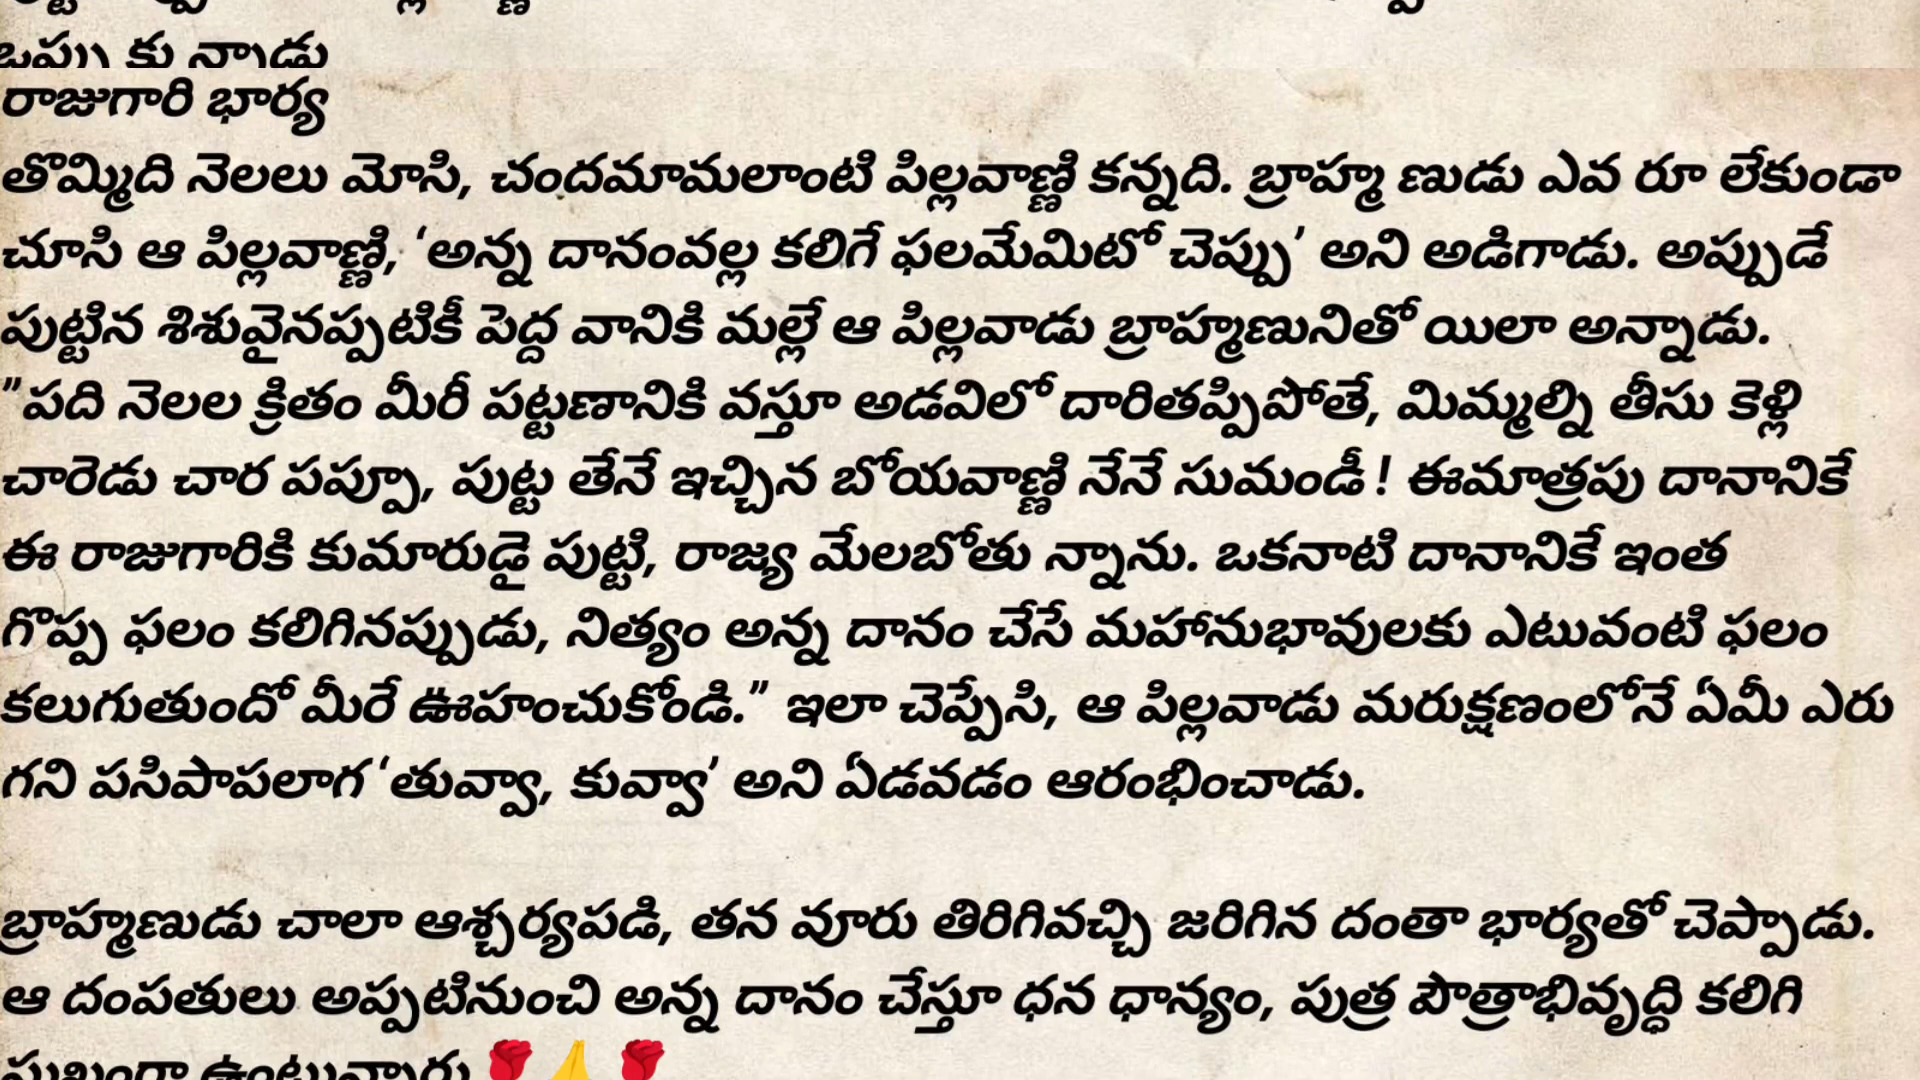 ఒప్పు కు న్నాడు
రాజుగారి భార్య
తొమ్మిది నెలలు మోసి, చందమామలాంటి పిల్లవాణ్ణి కన్నది. బ్రాహ్మ ణుడు ఎవ రూ లేకుండా
చూసి ఆ పిల్లవాణ్ణి, ‘అన్న దానంవల్ల కలిగే ఫలమేమిటో చెప్పు’ అని అడిగాడు. అప్పుడే
పుట్టిన శిశువైనప్పటికీ పెద్ద వానికి మల్లే ఆ పిల్లవాడు బ్రాహ్మణునితో యిలా అన్నాడు.
”పది నెలల క్రితం మీరీ పట్టణానికి వస్తూ అడవిలో దారితప్పిపోతే, మిమ్మల్ని తీసు కెళ్లి
చారెడు చార పప్పూ, పుట్ట తేనే ఇచ్చిన బోయవాణ్ణి నేనే సుమండీ ! ఈమాత్రపు దానానికే
ఈ రాజుగారికి కుమారుడై పుట్టి, రాజ్య మేలబోతు న్నాను. ఒకనాటి దానానికే ఇంత
గొప్ప ఫలం కలిగినప్పుడు, నిత్యం అన్న దానం చేసే మహానుభావులకు ఎటువంటి ఫలం
కలుగుతుందో మీరే ఊహంచుకోండి.” ఇలా చెప్పేసి, ఆ పిల్లవాడు మరుక్షణంలోనే ఏమీ ఎరు
గని పసిపాపలాగ ‘తువ్వా, కువ్వా’ అని ఏడవడం ఆరంభించాడు.
బ్రాహ్మణుడు చాలా ఆశ్చర్యపడి, తన వూరు తిరిగివచ్చి జరిగిన దంతా భార్యతో చెప్పాడు.
ఆ దంపతులు అప్పటినుంచి అన్న దానం చేస్తూ ధన ధాన్యం, పుత్ర పౌత్రాభివృద్ధి కలిగి
సుఖంగా ఉంటున్నారు 🌹🙏🌹